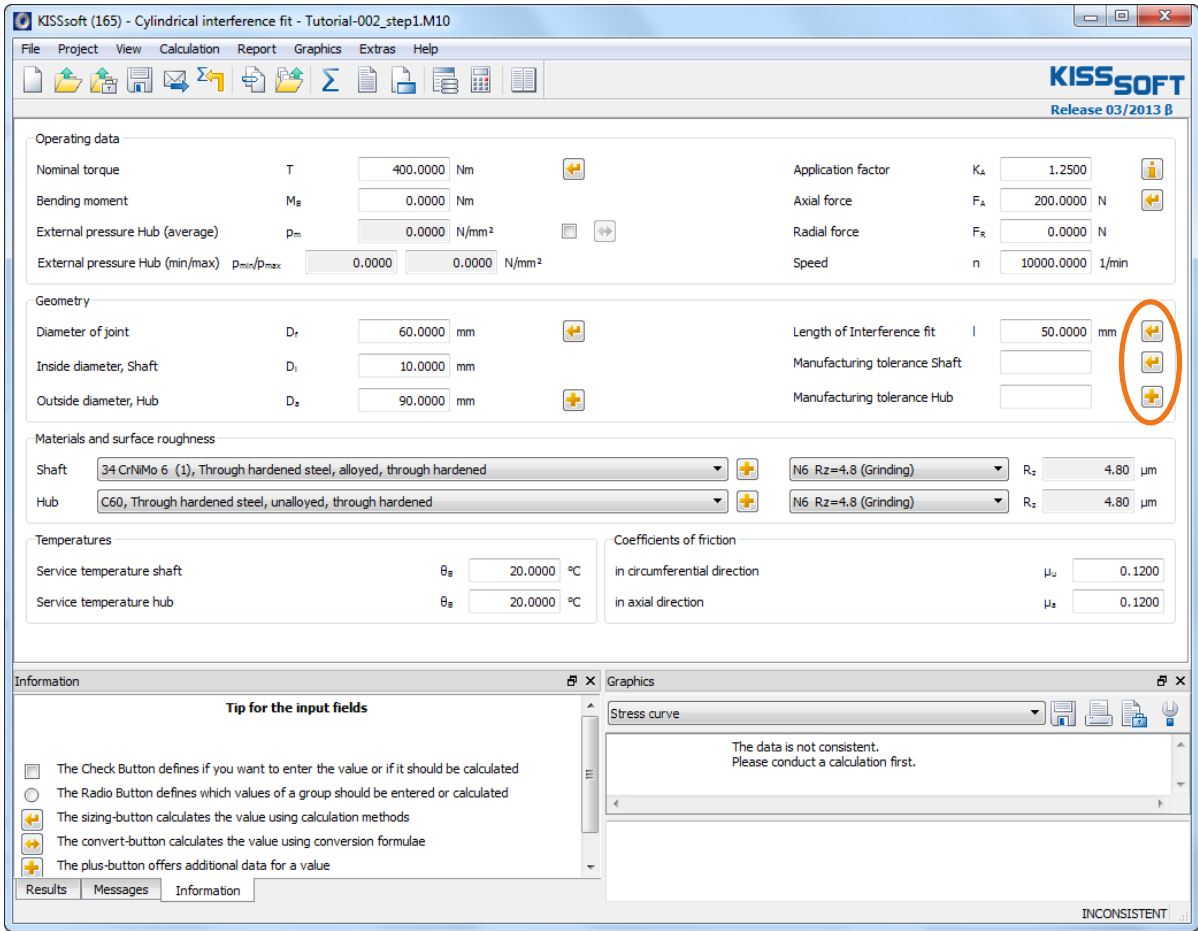 KISSsoft (165) - Cylindrical interference fit - Tutorial-002_step1.M10
File Project View Calculation Report Graphics Extras Help
KISSSOFT
Release 03/2013 β
Operating data
Nominal torque T 400.0000 Nm Application factor KA 1.2500
Bending moment MB 0.0000 Nm Axial force FA 200.0000 N
External pressure Hub (average) pm 0.0000 N/mm² Radial force FR 0.0000 N
External pressure Hub (min/max) pmin/pmax 0.0000 0.0000 N/mm² Speed n 10000.0000 1/min
Geometry
Diameter of joint Df 60.0000 mm Length of Interference fit l 50.0000 mm
Inside diameter, Shaft Di 10.0000 mm Manufacturing tolerance Shaft
Outside diameter, Hub Da 90.0000 mm Manufacturing tolerance Hub
Materials and surface roughness
Shaft 34 CrNiMo 6 (1), Through hardened steel, alloyed, through hardened N6 Rz=4.8 (Grinding) Rz 4.80 µm
Hub C60, Through hardened steel, unalloyed, through hardened N6 Rz=4.8 (Grinding) Rz 4.80 µm
Temperatures Coefficients of friction
Service temperature shaft θB 20.0000 °C in circumferential direction µu 0.1200
Service temperature hub θB 20.0000 °C in axial direction µa 0.1200
Information
Tip for the input fields
The Check Button defines if you want to enter the value or if it should be calculated
The Radio Button defines which values of a group should be entered or calculated
The sizing-button calculates the value using calculation methods
The convert-button calculates the value using conversion formulae
The plus-button offers additional data for a value
Results Messages Information
Graphics
Stress curve
The data is not consistent.
Please conduct a calculation first.
INCONSISTENT